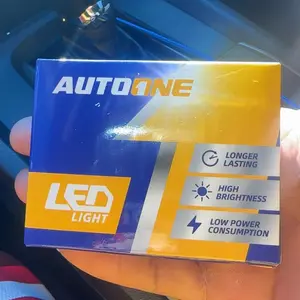 AUTOONE
LONGER
LASTING
HIGH
BRIGHTNESS
LOW POWER
CONSUMPTION
LED
LIGHT